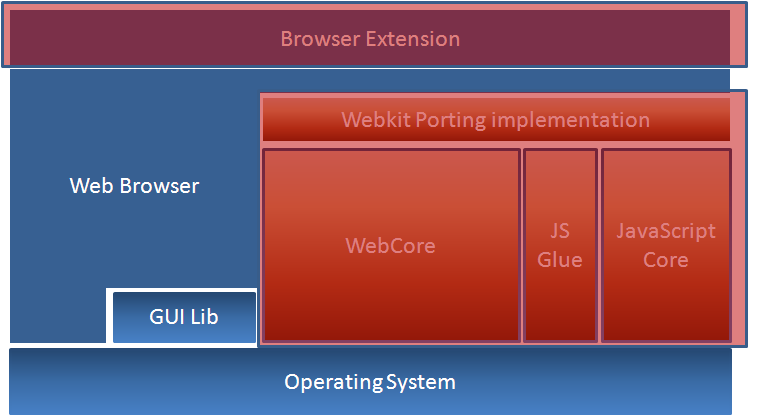 Browser Extension
Webkit Porting implementation
Web Browser
WebCore
JS
Glue
JavaScript
Core
GUI Lib
Operating System